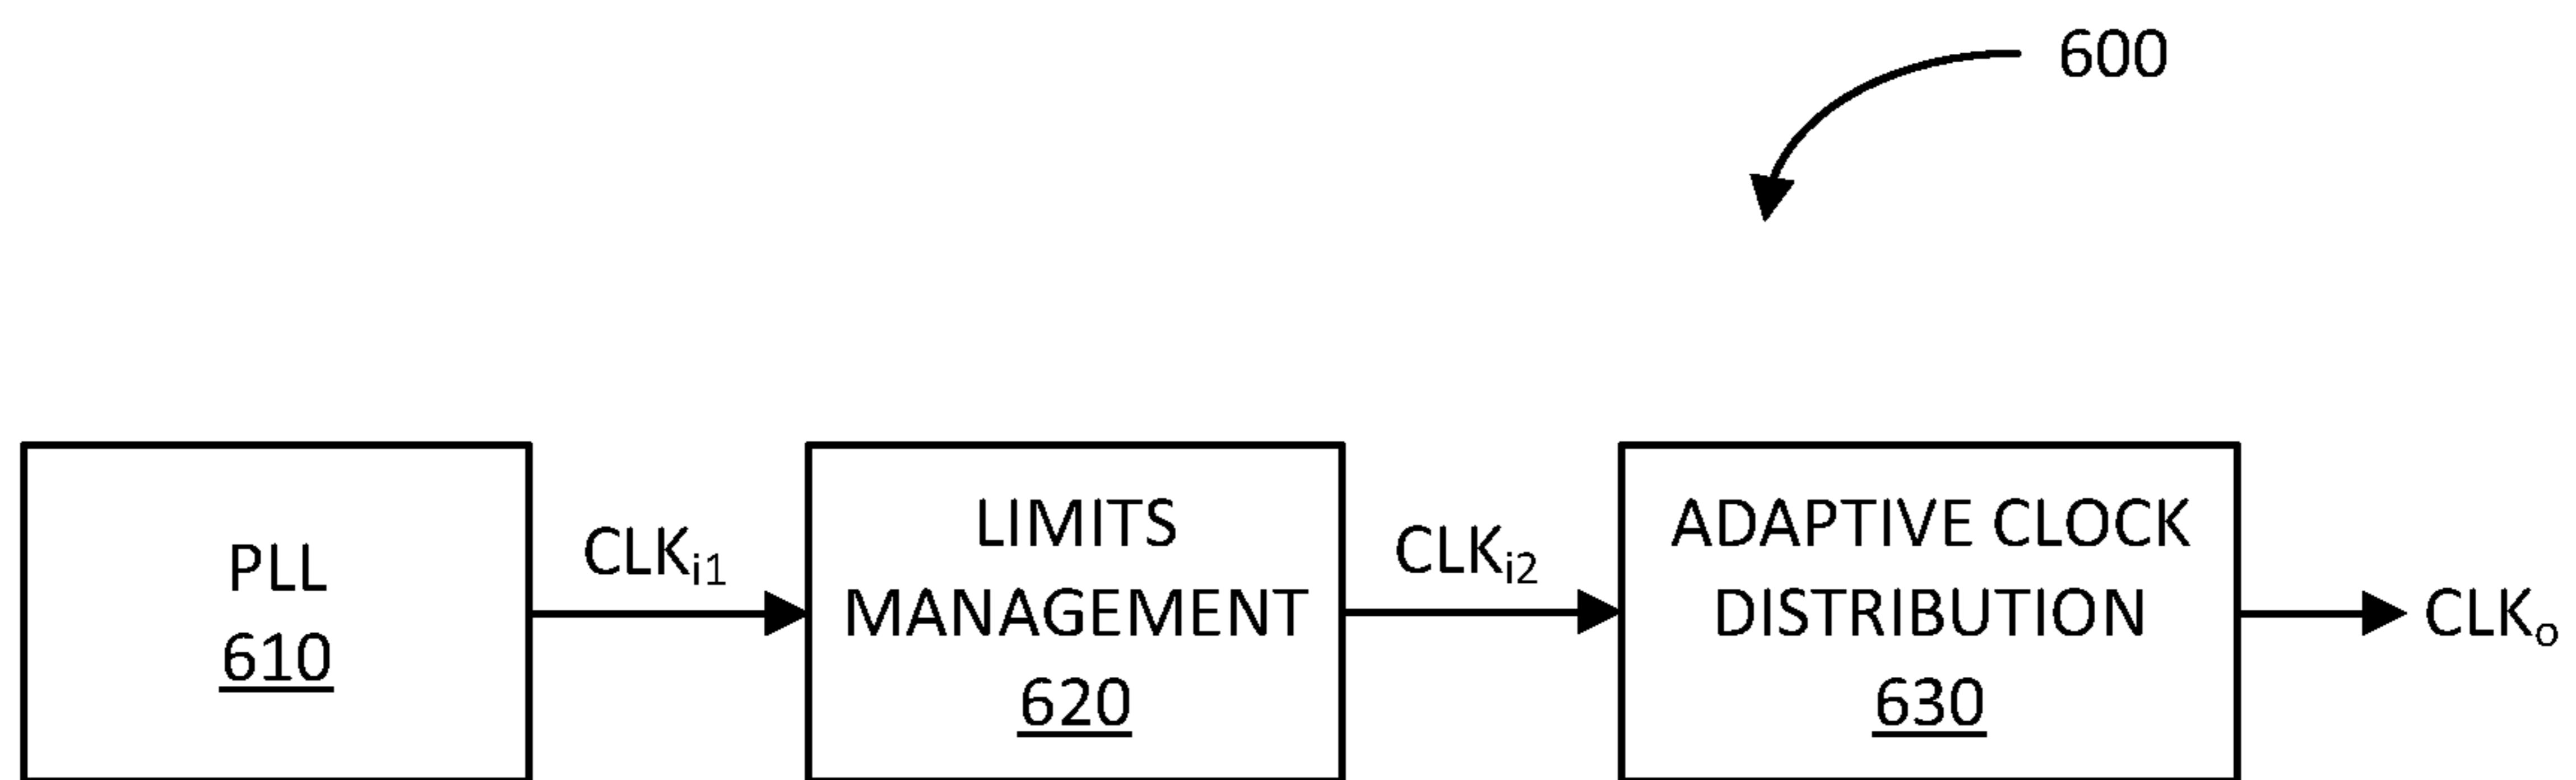 600
PLL
610
CLKi1
LIMITS
MANAGEMENT
620
CLKi2
ADAPTIVE CLOCK
DISTRIBUTION
630
CLKo